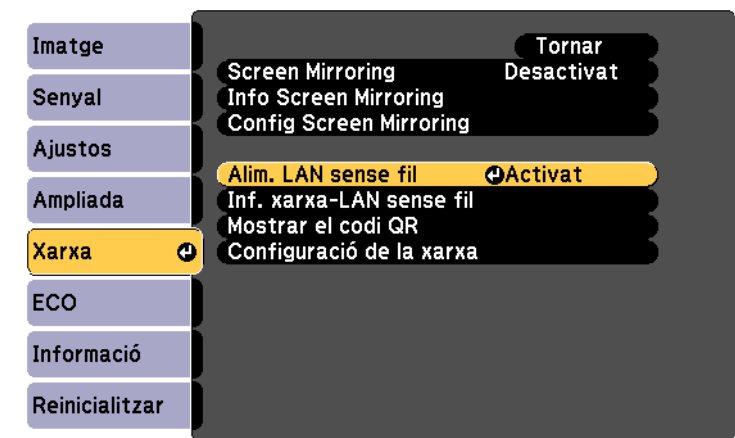 Imatge
Senyal
Ajustos
Ampliada
Xarxa
ECO
Informació
Reinicialitzar
Tornar
Screen Mirroring Desactivat
Info Screen Mirroring
Config Screen Mirroring
Alim. LAN sense fil Activat
Inf. xarxa-LAN sense fil
Mostrar el codi QR
Configuració de la xarxa